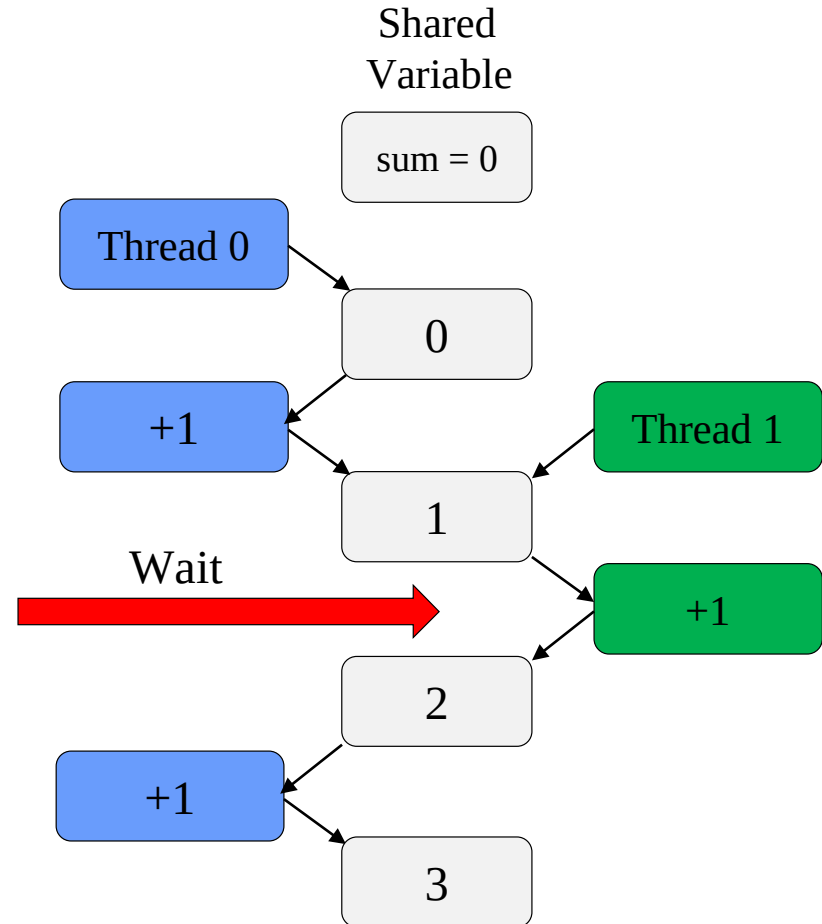 Shared
Variable
sum = 0
Thread 0
0
+1
Thread 1
1
Wait
+1
2
+1
3